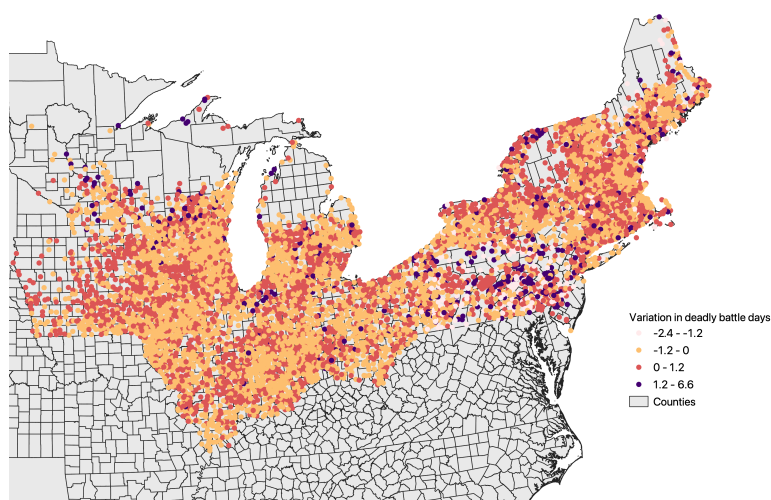 Variation in deadly battle days
-2.4 - -1.2
-1.2 - 0
0 - 1.2
1.2 - 6.6
Counties